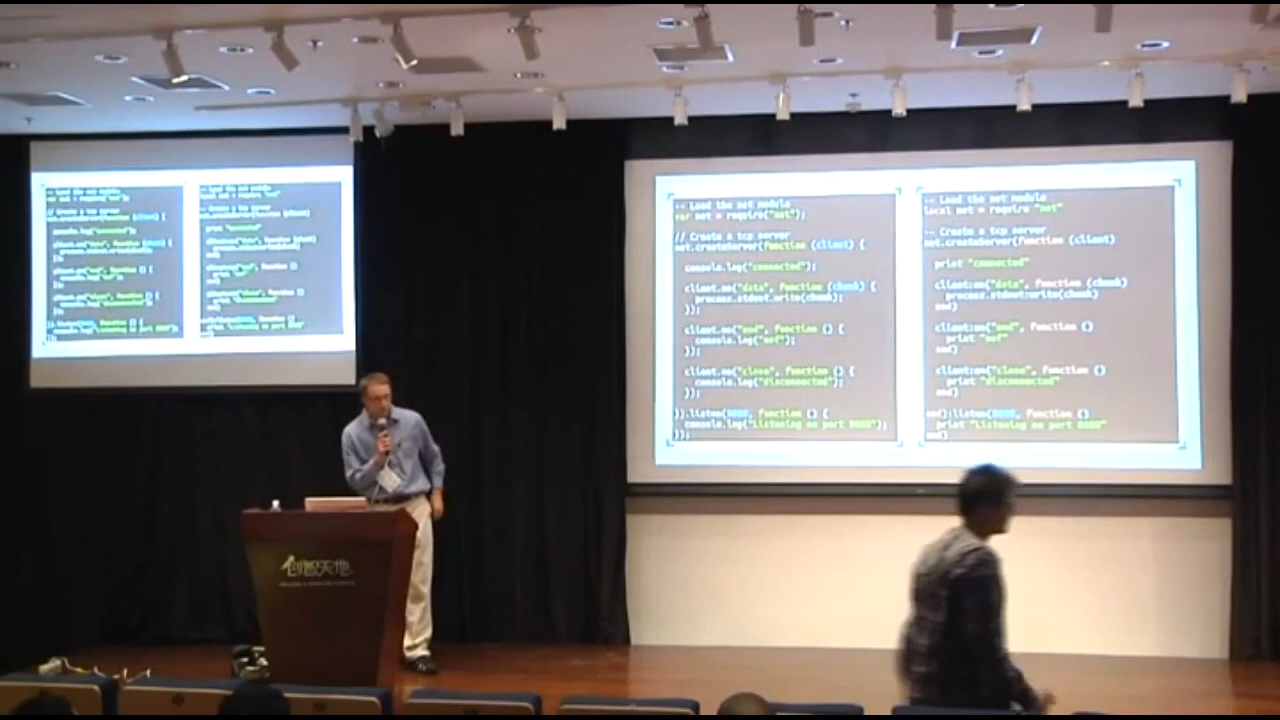 -- Load the net module
var net = require("net");
// Create a tcp server
net.createServer(function (client) {
console.log("connected");
client.on("data", function (chunk) {
process.stdout.write(chunk);
});
client.on("end", function () {
console.log("eof");
});
client.on("close", function () {
console.log("disconnected");
});
}).listen(8080, function () {
console.log("Listening on port 8080");
});
-- Load the net module
local net = require "net"
-- Create a tcp server
net.createServer(function (client)
print "connected"
client:on("data", function (chunk)
process.stdout:write(chunk)
end)
client:on("end", function ()
print "eof"
end)
client:on("close", function ()
print "disconnected"
end)
end):listen(8080, function ()
print "Listening on port 8080"
end)
创智天地